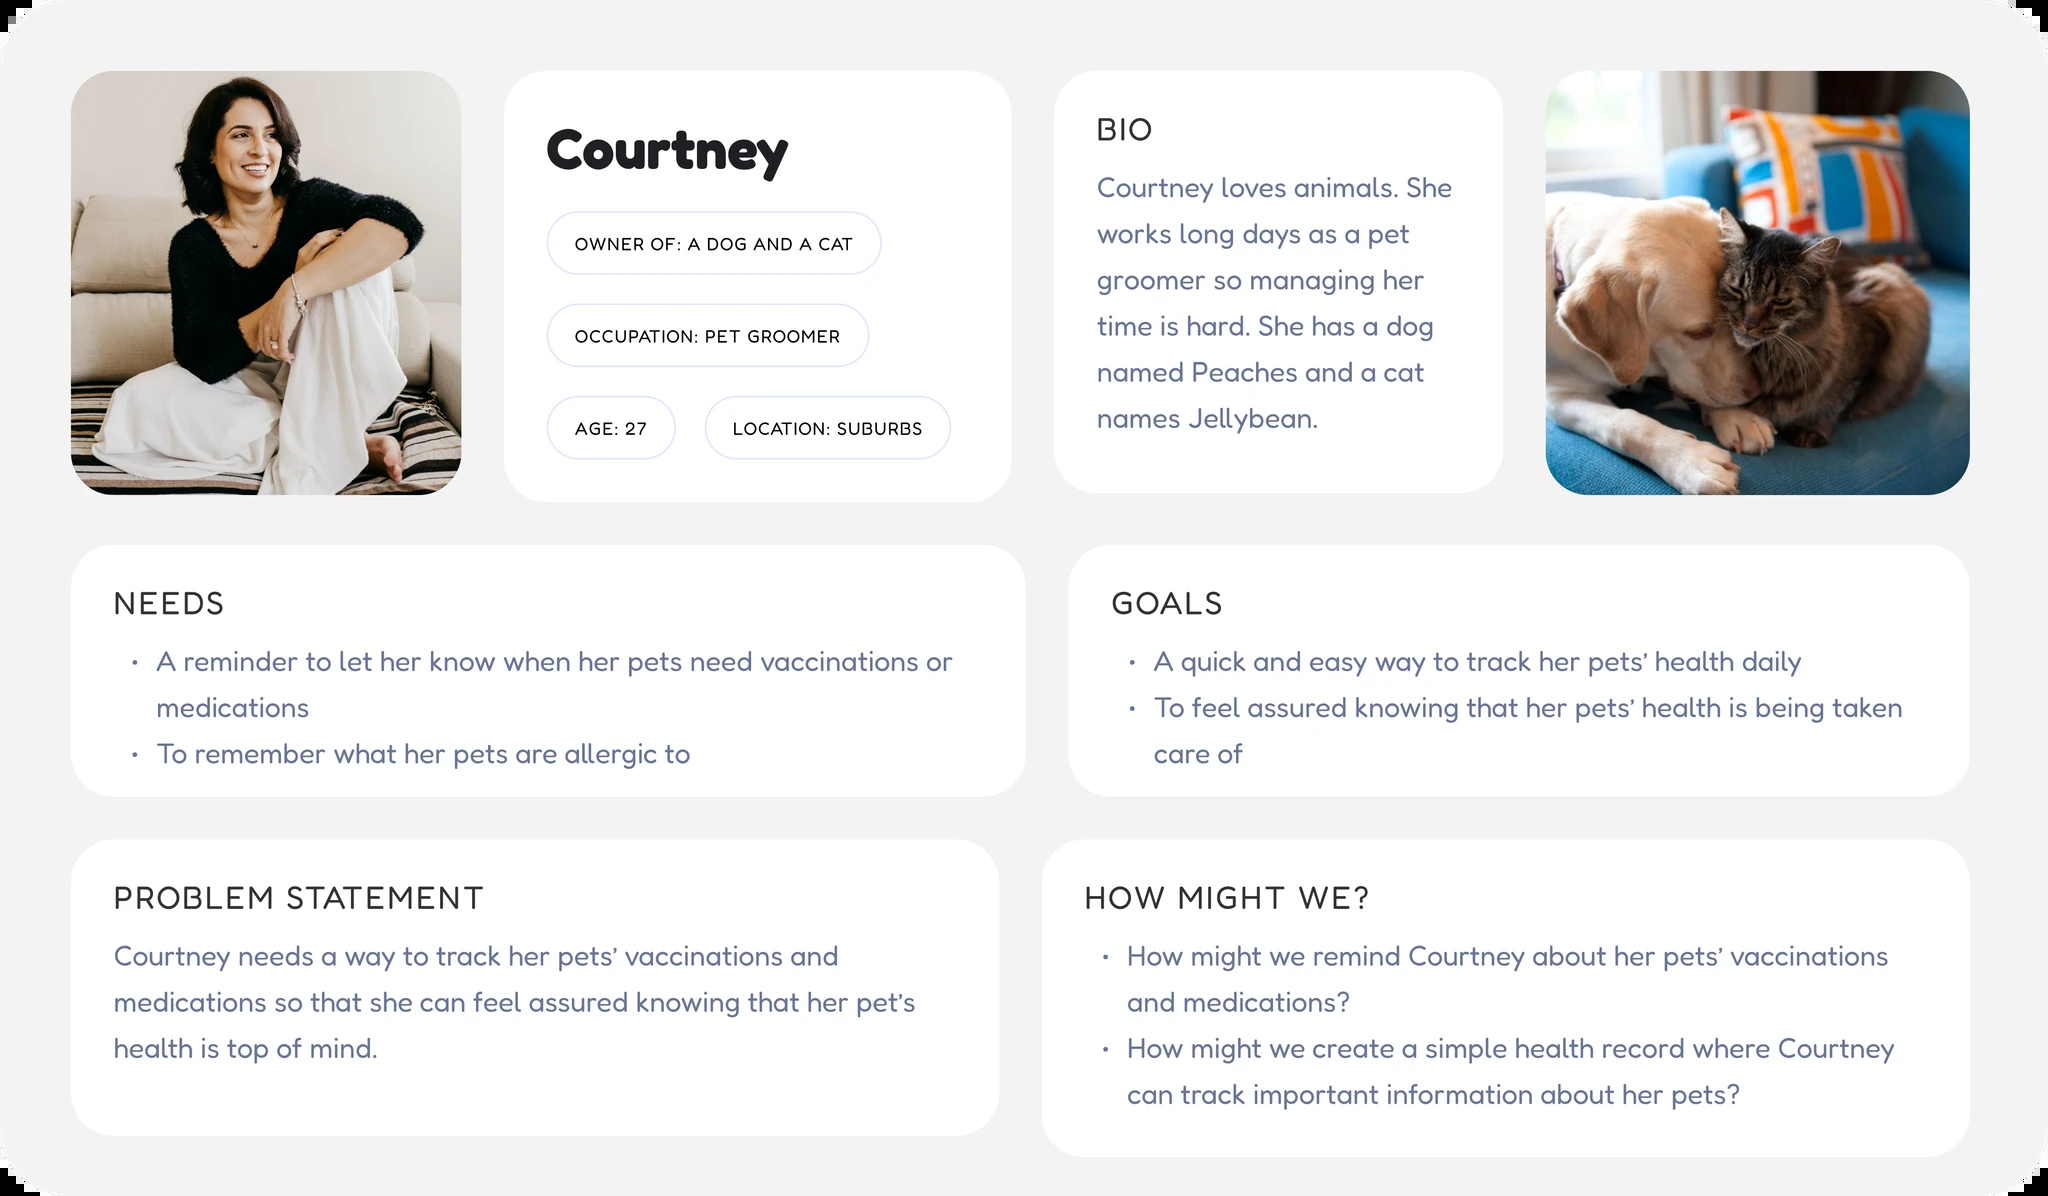 Courtney
OWNER OF: A DOG AND A CAT
OCCUPATION: PET GROOMER
AGE: 27
LOCATION: SUBURBS
BIO
Courtney loves animals. She
works long days as a pet
groomer so managing her
time is hard. She has a dog
named Peaches and a cat
names Jellybean.
NEEDS
• A reminder to let her know when her pets need vaccinations or
medications
• To remember what her pets are allergic to
GOALS
• A quick and easy way to track her pets’ health daily
• To feel assured knowing that her pets’ health is being taken
care of
PROBLEM STATEMENT
Courtney needs a way to track her pets’ vaccinations and
medications so that she can feel assured knowing that her pet’s
health is top of mind.
HOW MIGHT WE?
• How might we remind Courtney about her pets’ vaccinations
and medications?
• How might we create a simple health record where Courtney
can track important information about her pets?